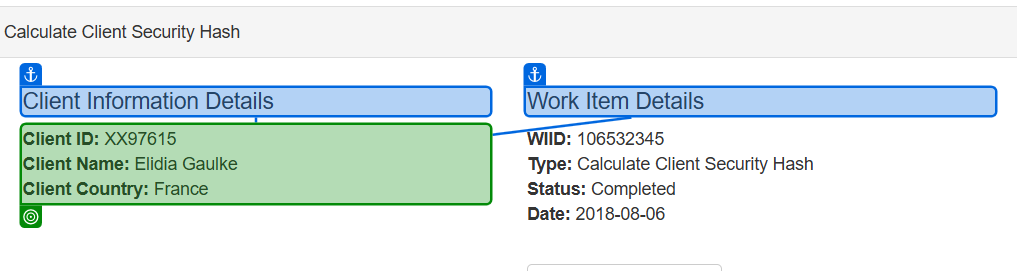 Calculate Client Security Hash
Client Information Details
Client ID: XX97615
Client Name: Elidia Gaulke
Client Country: France
Work Item Details
WIID: 106532345
Type: Calculate Client Security Hash
Status: Completed
Date: 2018-08-06